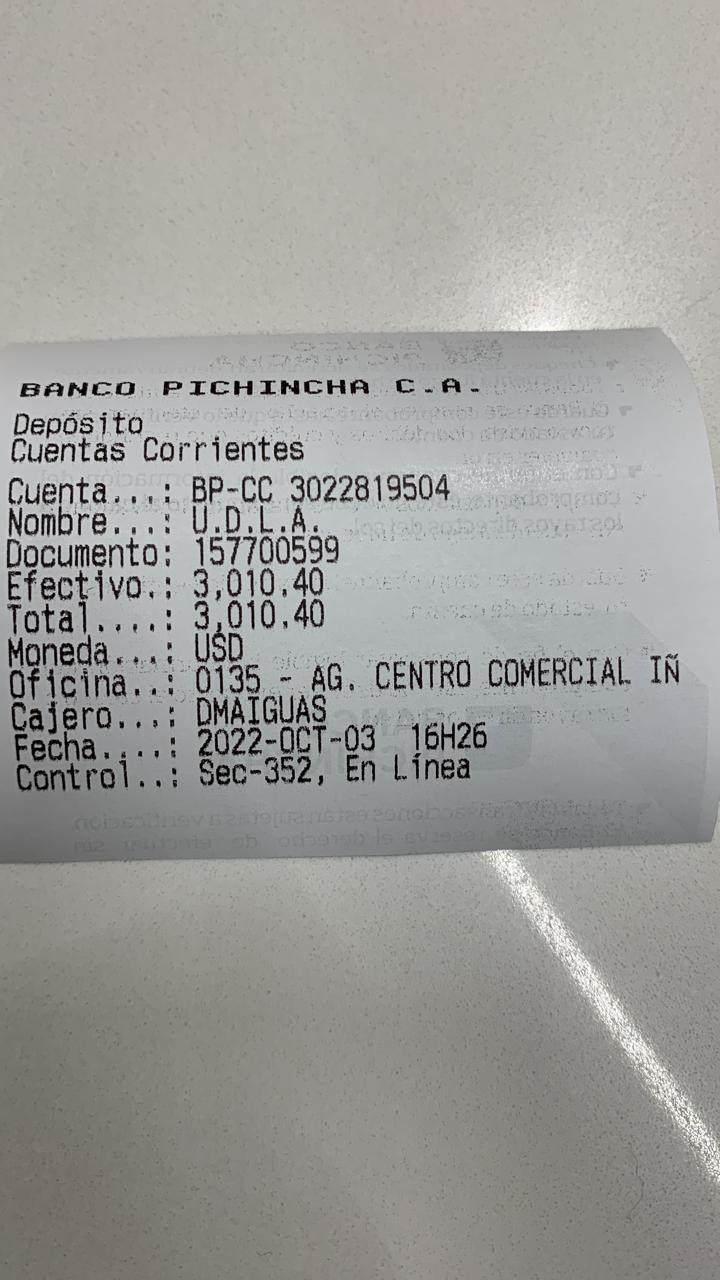 BANCO PICHINCHA C.A.
Depósito
Cuentas Corrientes
Cuenta...: BP-CC 3022819504
Nombre...: U.D.L.A.
Documento: 157700599
Efectivo.: 3,010.40
Total....: 3,010.40
Moneda...: USD
Oficina..: 0135 - AG. CENTRO COMERCIAL IÑ
Cajero...: DMAIGUAS
Fecha....: 2022-OCT-03 16H26
Control..: Sec-352, En Línea